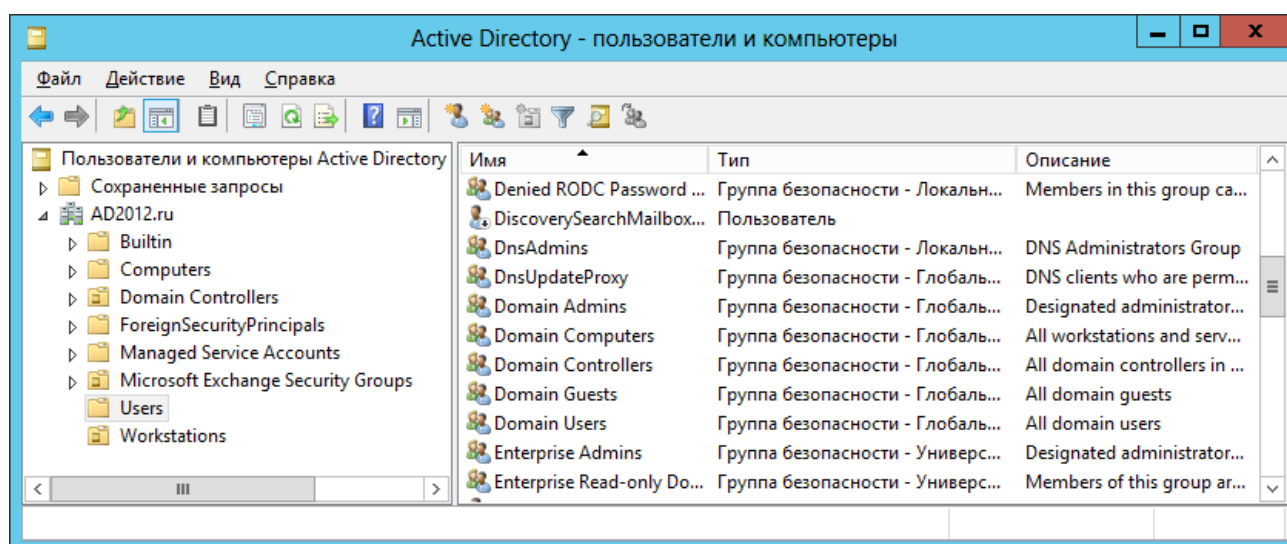 Active Directory - пользователи и компьютеры
Файл Действие Вид Справка
Пользователи и компьютеры Active Directory
Сохраненные запросы
AD2012.ru
Builtin
Computers
Domain Controllers
ForeignSecurityPrincipals
Managed Service Accounts
Microsoft Exchange Security Groups
Users
Workstations
Имя Тип Описание
Denied RODC Password ... Группа безопасности - Локальн... Members in this group ca...
DiscoverySearchMailbox... Пользователь
DnsAdmins Группа безопасности - Локальн... DNS Administrators Group
DnsUpdateProxy Группа безопасности - Глобаль... DNS clients who are perm...
Domain Admins Группа безопасности - Глобаль... Designated administrator...
Domain Computers Группа безопасности - Глобаль... All workstations and serv...
Domain Controllers Группа безопасности - Глобаль... All domain controllers in ...
Domain Guests Группа безопасности - Глобаль... All domain guests
Domain Users Группа безопасности - Глобаль... All domain users
Enterprise Admins Группа безопасности - Универс... Designated administrator...
Enterprise Read-only Do... Группа безопасности - Универс... Members of this group ar...